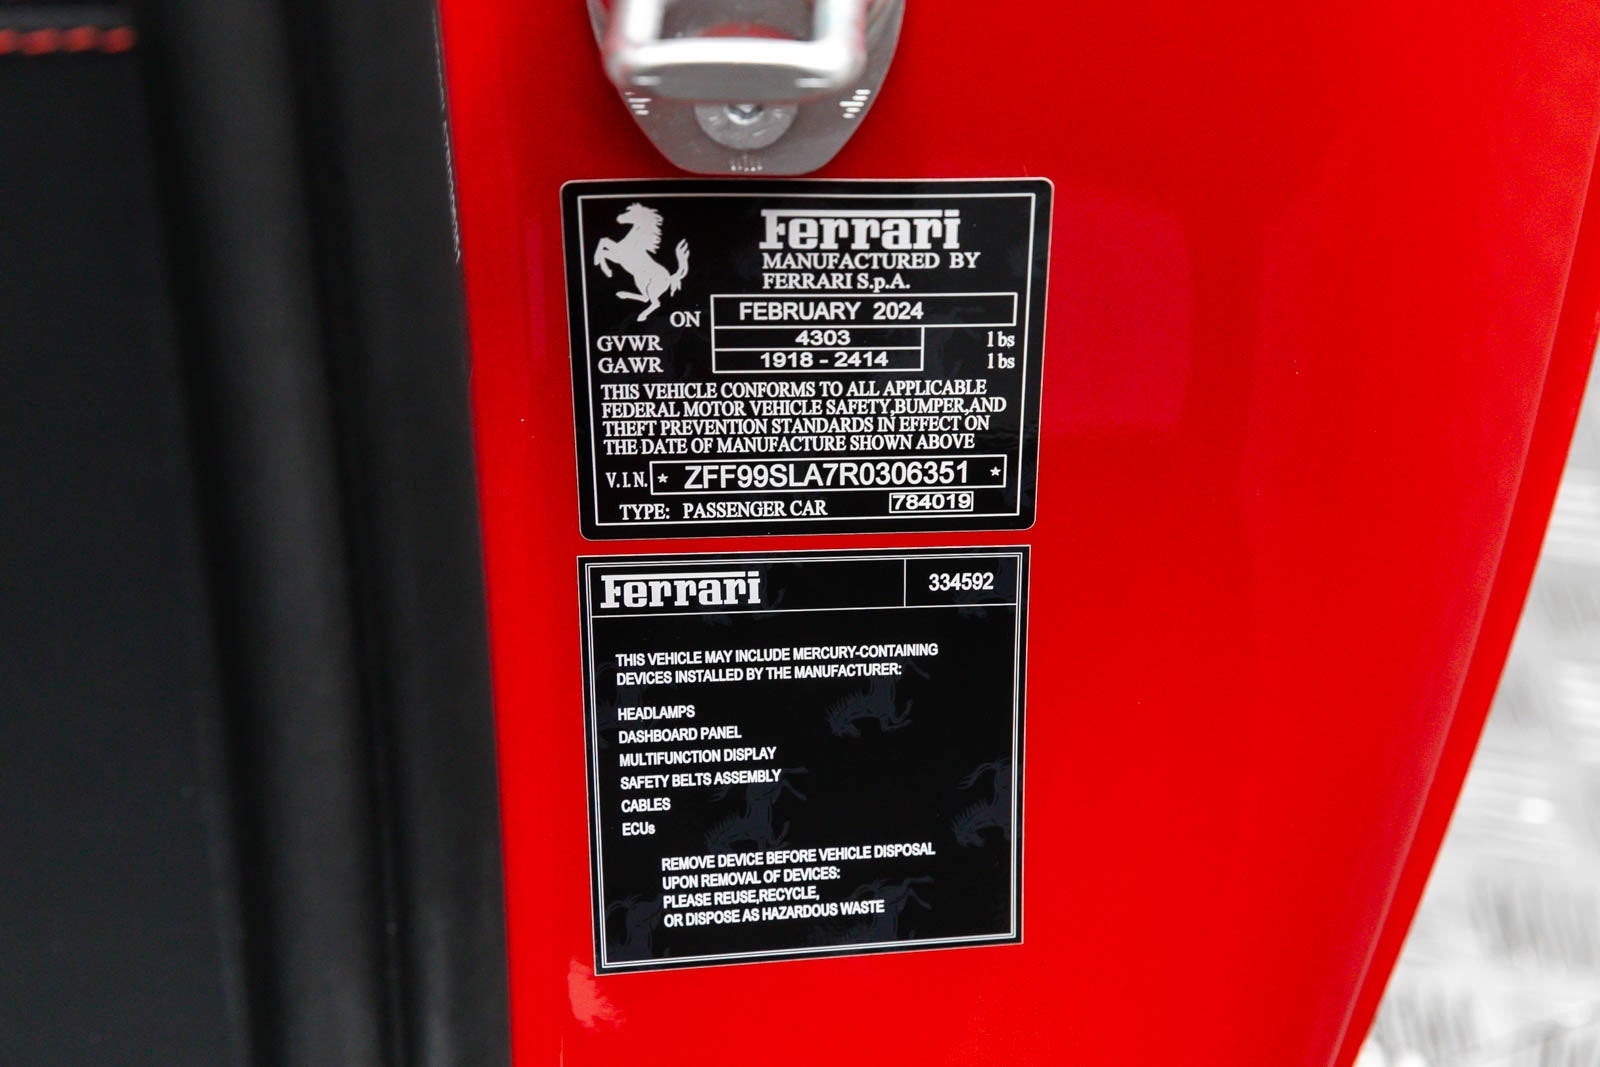 Ferrari
MANUFACTURED BY
FERRARI S.p.A.
ON FEBRUARY 2024
GVWR 4303 lbs
GAWR 1918 - 2414 lbs
THIS VEHICLE CONFORMS TO ALL APPLICABLE
FEDERAL MOTOR VEHICLE SAFETY,BUMPER,AND
THEFT PREVENTION STANDARDS IN EFFECT ON
THE DATE OF MANUFACTURE SHOWN ABOVE
V.I.N. * ZFF99SLA7R0306351 *
TYPE: PASSENGER CAR 784019
Ferrari 334592
THIS VEHICLE MAY INCLUDE MERCURY-CONTAINING
DEVICES INSTALLED BY THE MANUFACTURER:
HEADLAMPS
DASHBOARD PANEL
MULTIFUNCTION DISPLAY
SAFETY BELTS ASSEMBLY
CABLES
ECUs
REMOVE DEVICE BEFORE VEHICLE DISPOSAL
UPON REMOVAL OF DEVICES:
PLEASE REUSE,RECYCLE,
OR DISPOSE AS HAZARDOUS WASTE